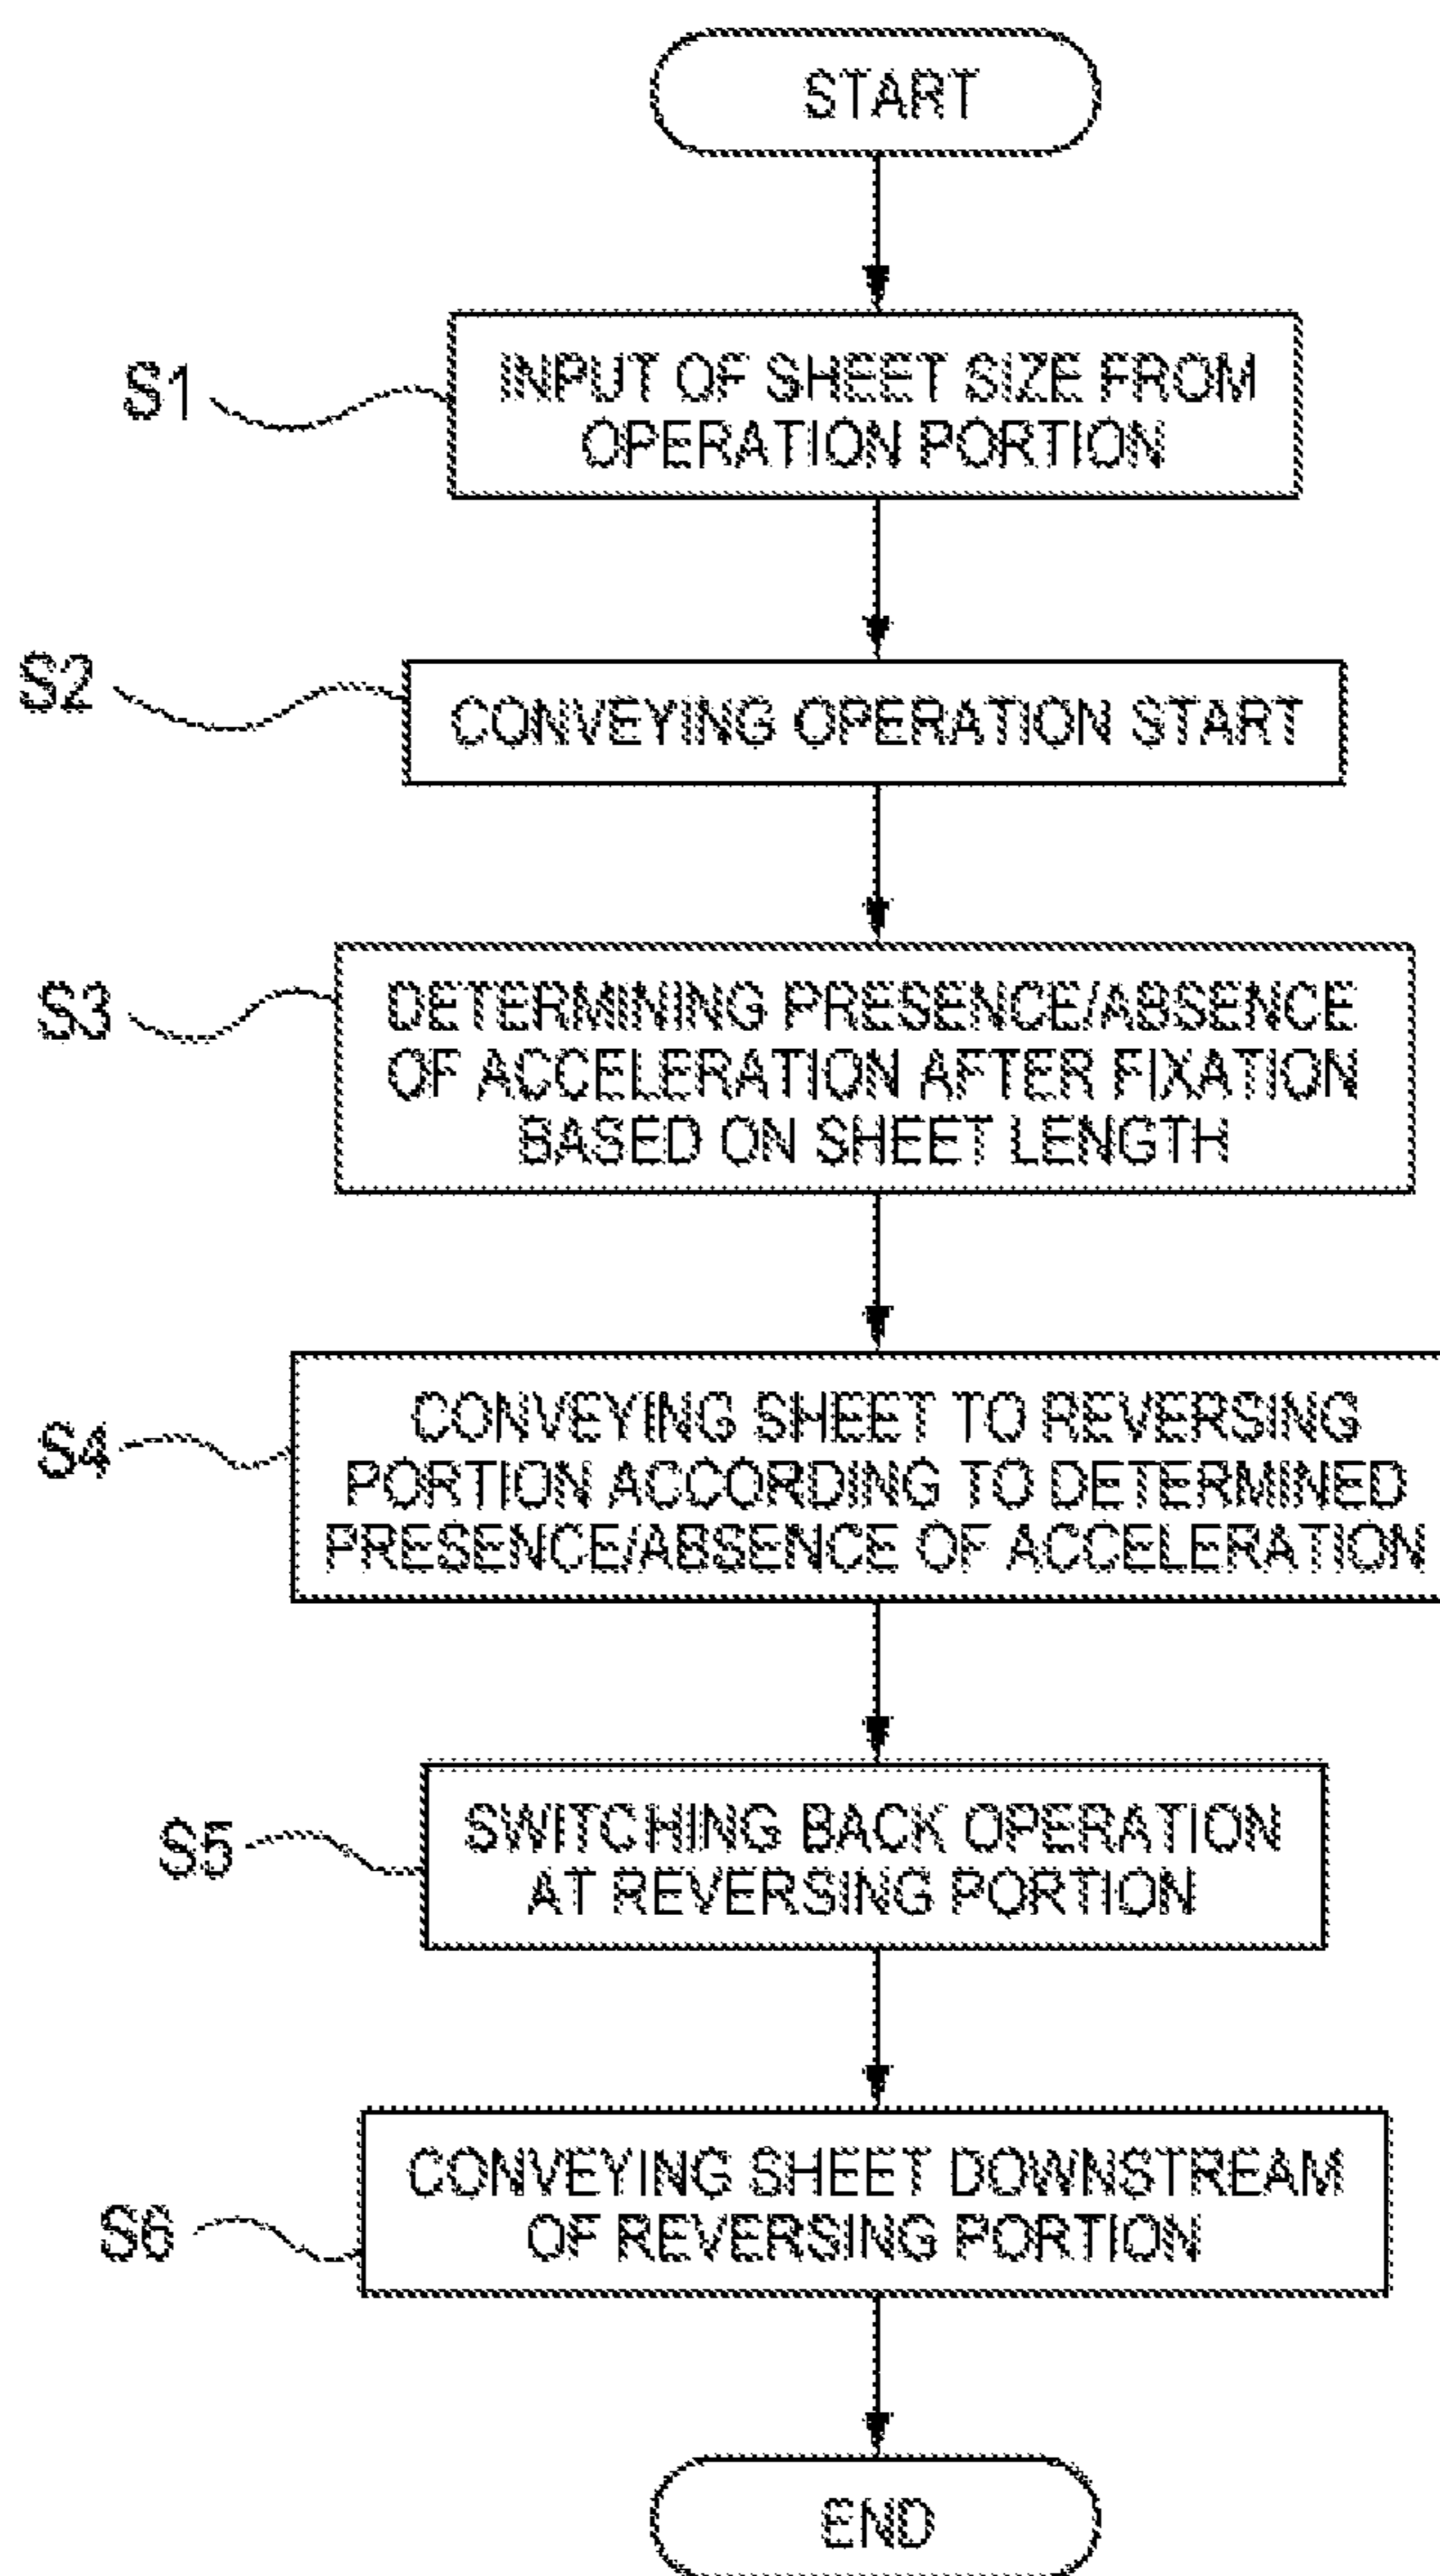 START
S1
INPUT OF SHEET SIZE FROM
OPERATION PORTION
S2
CONVEYING OPERATION START
S3
DETERMINING PRESENCE/ABSENCE
OF ACCELERATION AFTER FIXATION
BASED ON SHEET LENGTH
S4
CONVEYING SHEET TO REVERSING
PORTION ACCORDING TO DETERMINED
PRESENCE/ABSENCE OF ACCELERATION
S5
SWITCHING BACK OPERATION
AT REVERSING PORTION
S6
CONVEYING SHEET DOWNSTREAM
OF REVERSING PORTION
END